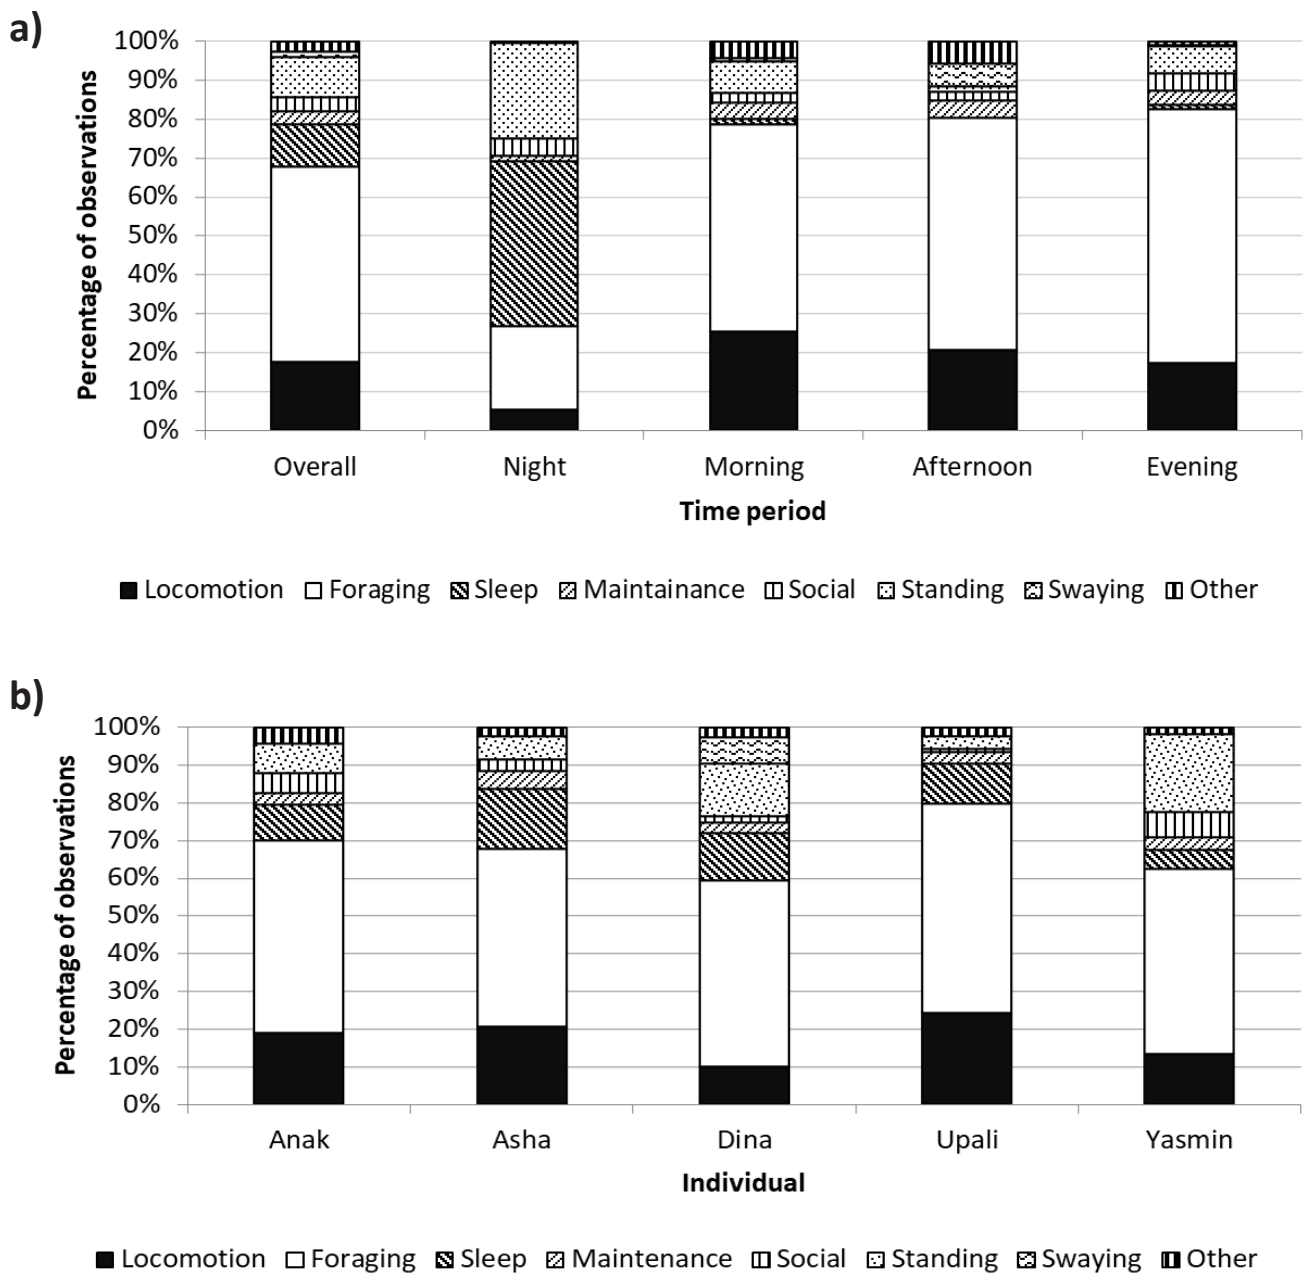 a)
Percentage of observations
100%
90%
80%
70%
60%
50%
40%
30%
20%
10%
0%
Overall Night Morning Afternoon Evening
Time period
Locomotion Foraging Sleep Maintainance Social Standing Swaying Other
b)
Percentage of observations
100%
90%
80%
70%
60%
50%
40%
30%
20%
10%
0%
Anak Asha Dina Upali Yasmin
Individual
Locomotion Foraging Sleep Maintenance Social Standing Swaying Other